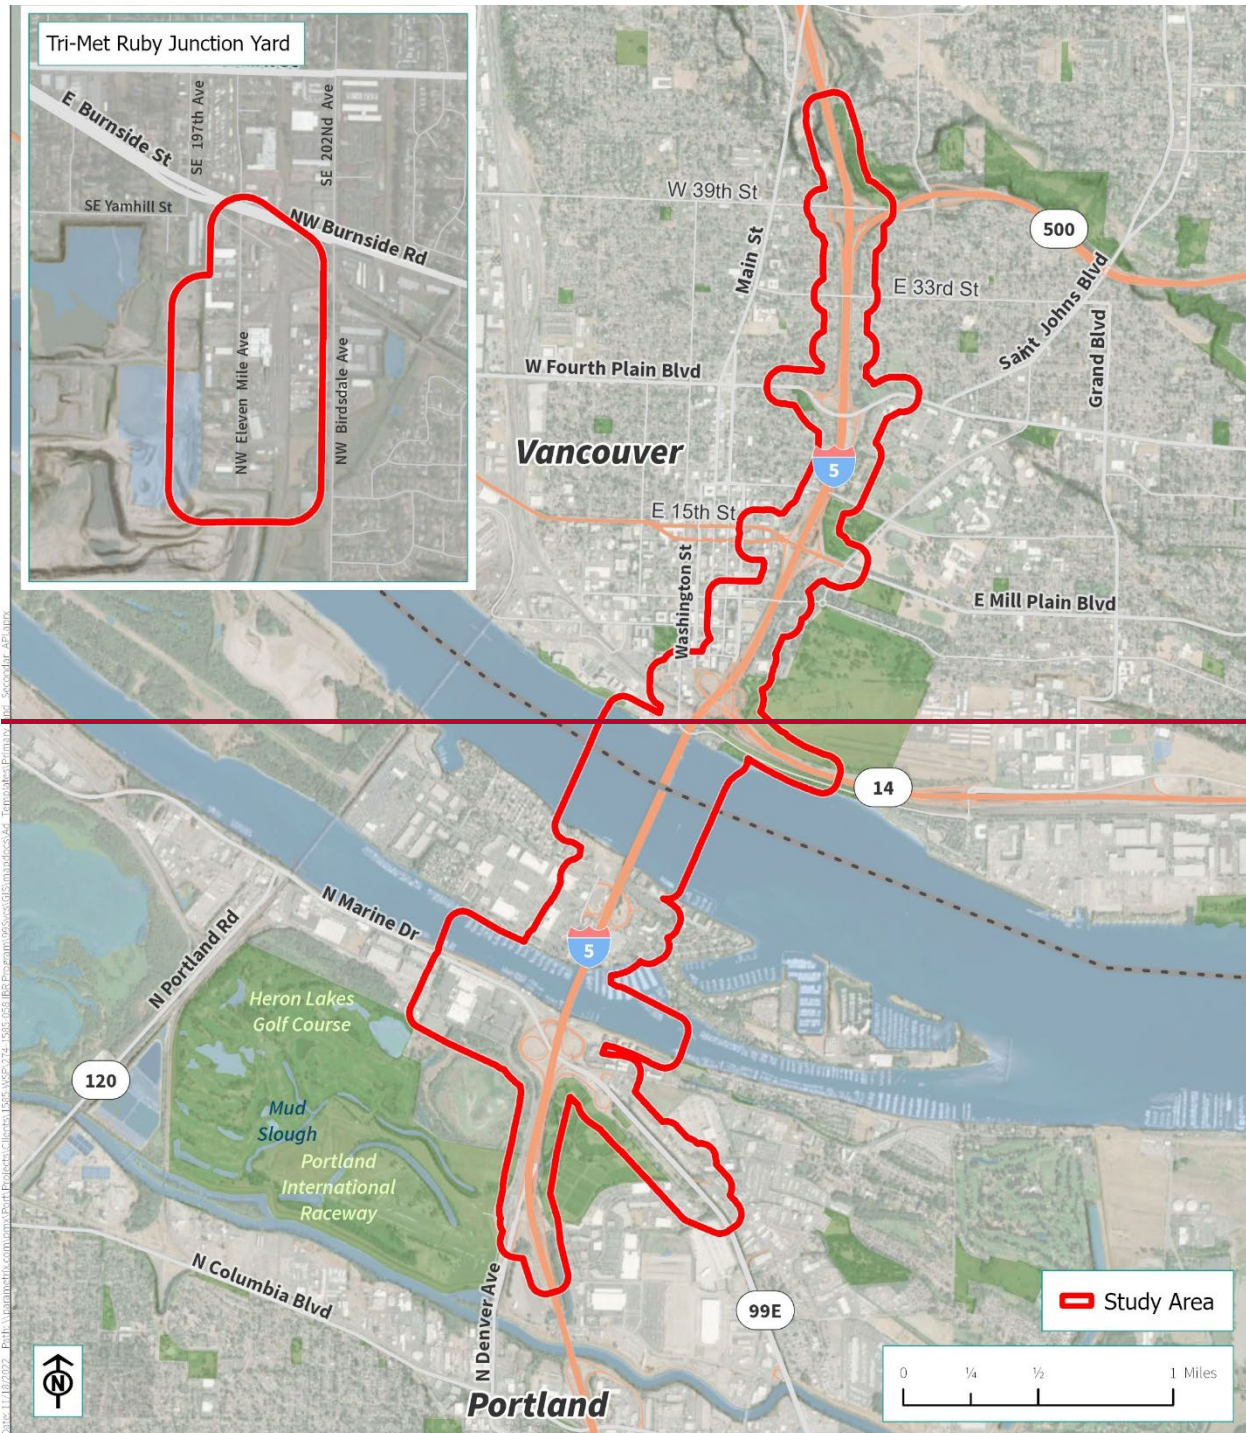 Tri-Met Ruby Junction Yard
E Burnside St
SE 197th Ave
SE 202Nd Ave
SE Yamhill St
NW Burnside Rd
NW Eleven Mile Ave
NW Birdsdale Ave
W 39th St
500
Main St
E 33rd St
Saint Johns Blvd
Grand Blvd
W Fourth Plain Blvd
Vancouver
5
E 15th St
Washington St
E Mill Plain Blvd
14
N Marine Dr
5
N Portland Rd
Heron Lakes
Golf Course
120
Mud
Slough
Portland
International
Raceway
N Columbia Blvd
N Denver Ave
99E
Study Area
N
0 ¼ ½ 1 Miles
Portland
Date: 11/18/2022